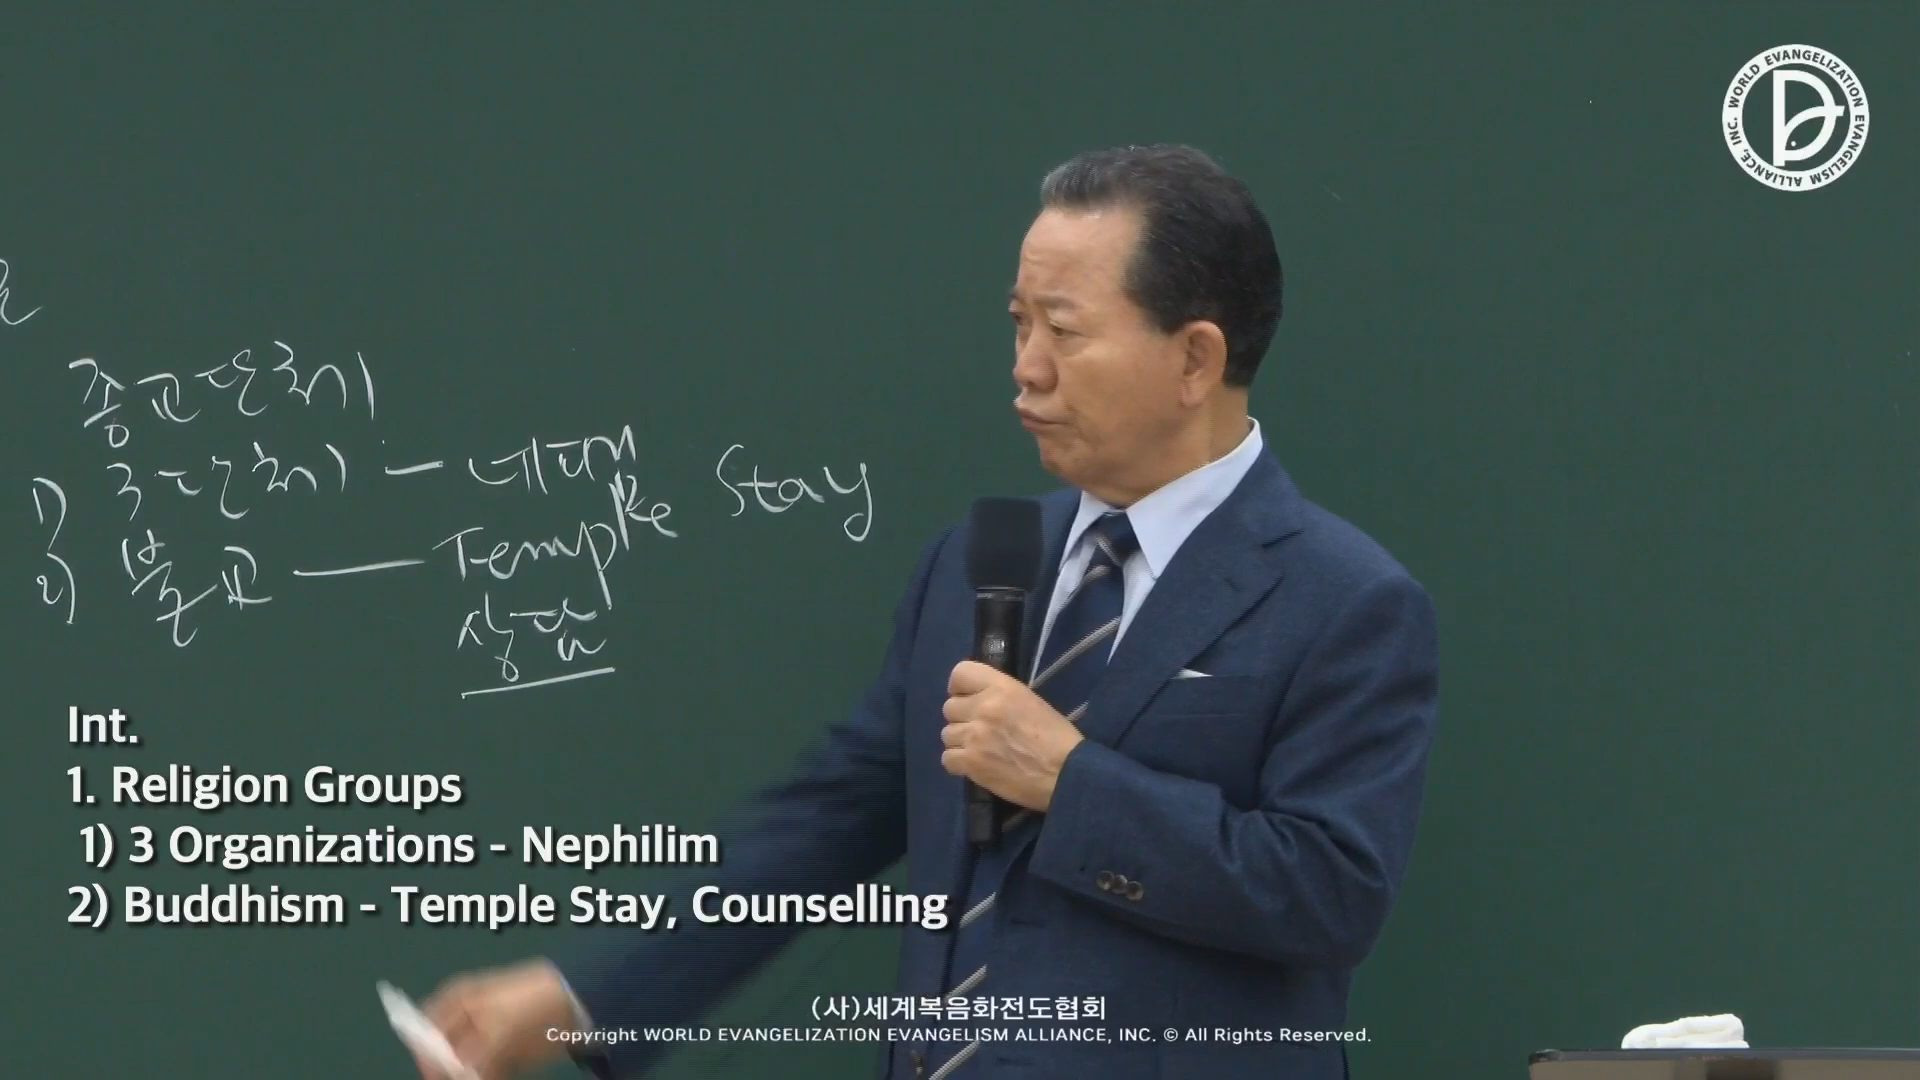 WORLD EVANGELIZATION EVANGELISM ALLIANCE, INC.
종교단체
1) 3단체 — 네피림
2) 불교 — Temple Stay
상담
Int.
1. Religion Groups
1) 3 Organizations - Nephilim
2) Buddhism - Temple Stay, Counselling
(사)세계복음화전도협회
Copyright WORLD EVANGELIZATION EVANGELISM ALLIANCE, INC. © All Rights Reserved.